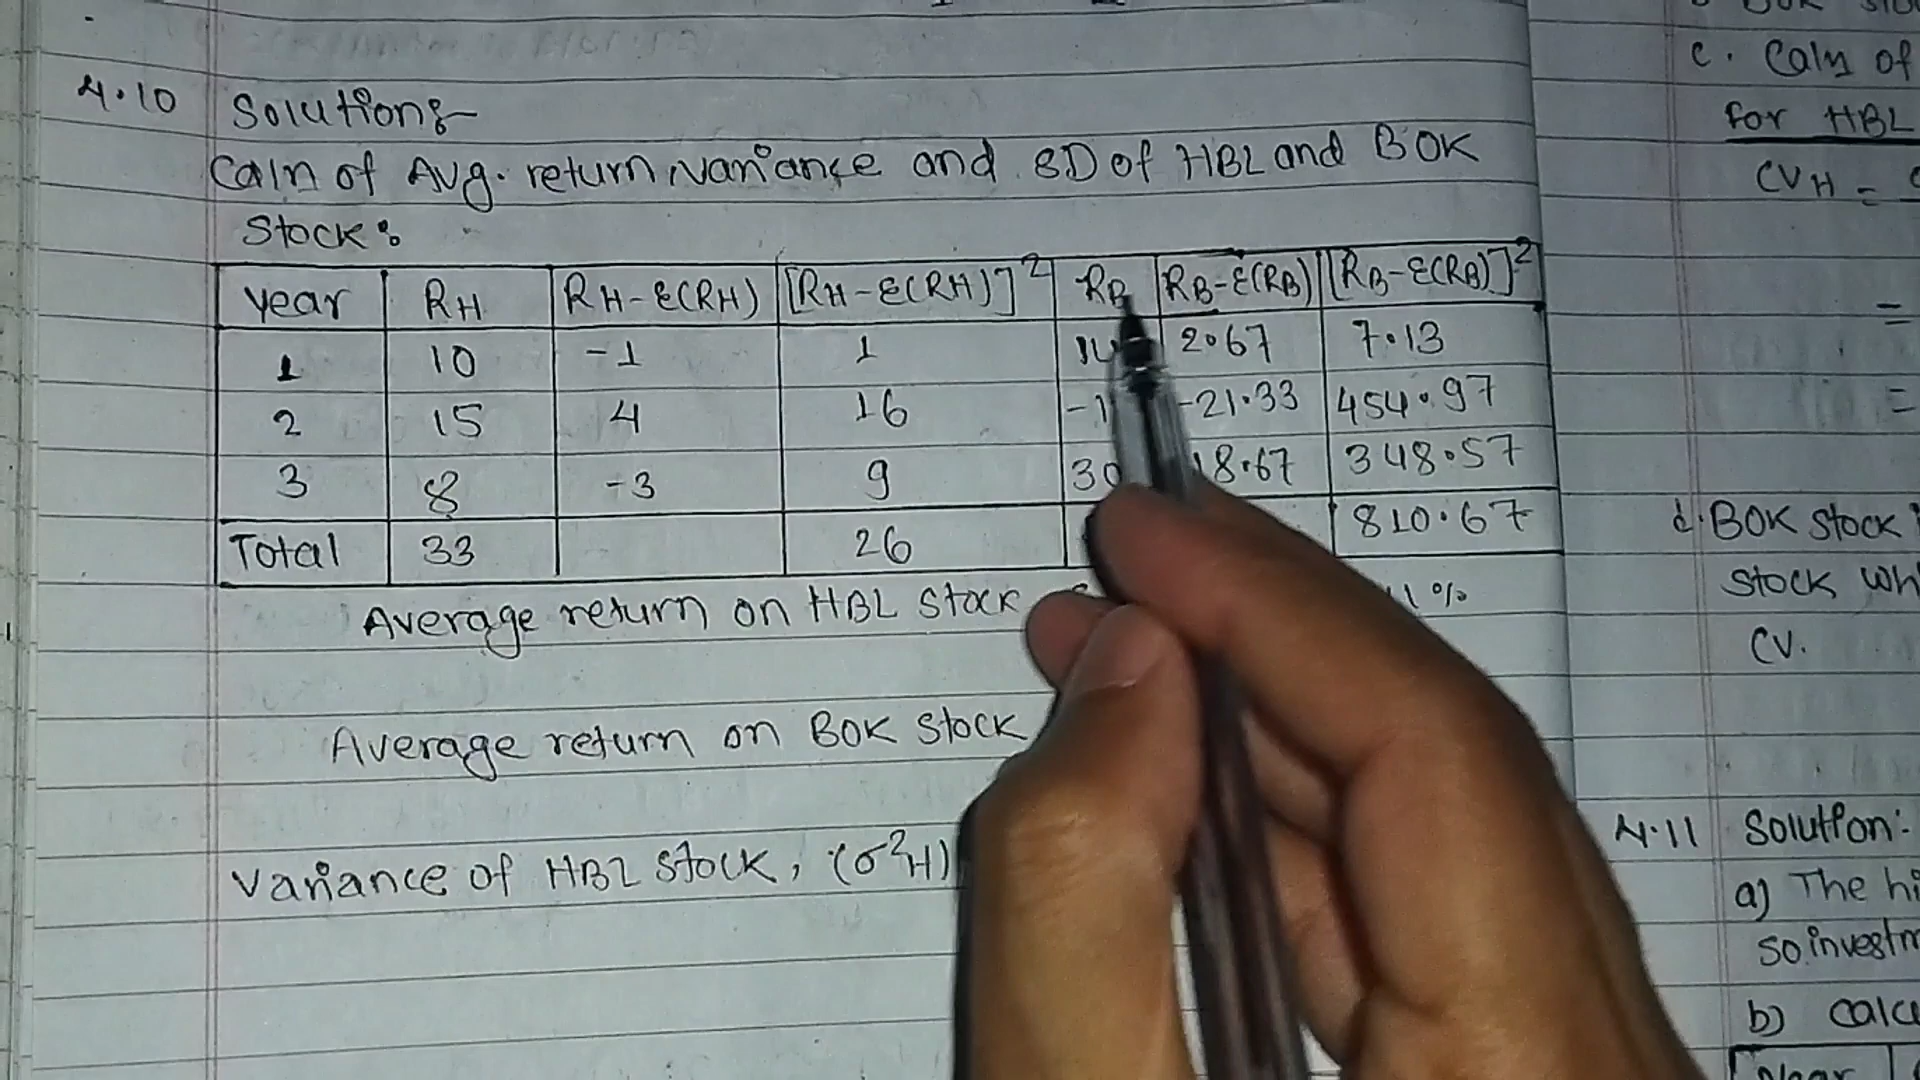 4.10 Solution:-
Caln of Avg. return, variance and SD of HBL and BOK
Stock:
Year RH RH-E(RH) [RH-E(RH)]² RB RB-E(RB) [RB-E(RB)]²
1 10 -1 1 2.67 7.13
2 15 4 16 -21.33 454.97
3 8 -3 9 30 18.67 348.57
Total 33 26 810.67
Average return on HBL Stock
Average return on BOK Stock
Variance of HBL Stock, (σ²H)
c. Caln of
for HBL
CVH =
=
=
d. BOK Stock
Stock
CV.
4.11 Solution:-
a) The
So
b)